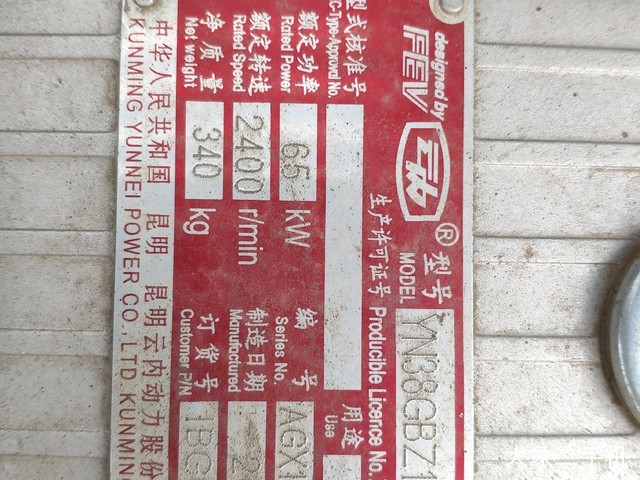 designed by
FEV
云内
®
型号
MODEL
YN38GBZ1
型式核准号
C-Type-Approval No.
生产许可证号 Producible Licence No.
用途
Use
额定功率
Rated Power
65
kW
编号
Series No.
AGX1
额定转速
Rated Speed
2400
r/min
制造日期
Manufactured
2
净质量
Net weight
340
kg
订货号
Customer P/N
1BG
中华人民共和国 昆明 昆明云内动力股份
KUNMING YUNNEI POWER CO., LTD KUNMING